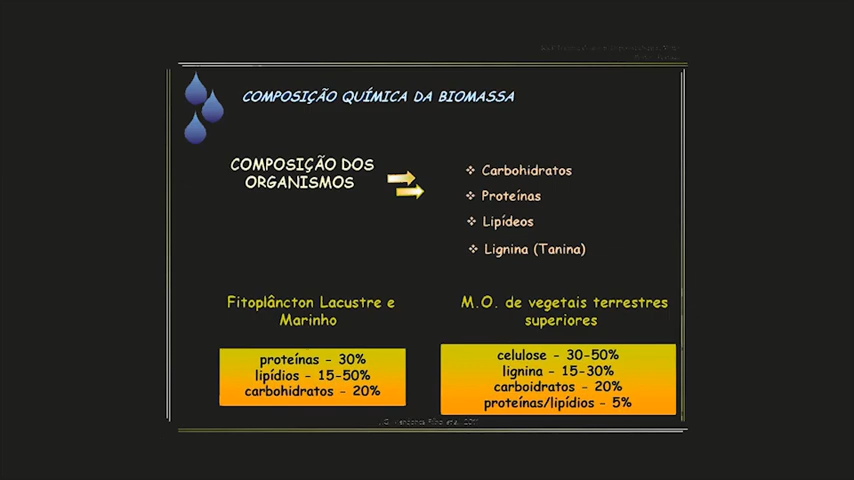 COMPOSIÇÃO QUÍMICA DA BIOMASSA
COMPOSIÇÃO DOS
ORGANISMOS
❖ Carbohidratos
❖ Proteínas
❖ Lipídeos
❖ Lignina (Tanina)
Fitoplâncton Lacustre e
Marinho
proteínas - 30%
lipídios - 15-50%
carbohidratos - 20%
M.O. de vegetais terrestres
superiores
celulose - 30-50%
lignina - 15-30%
carboidratos - 20%
proteínas/lipídios - 5%